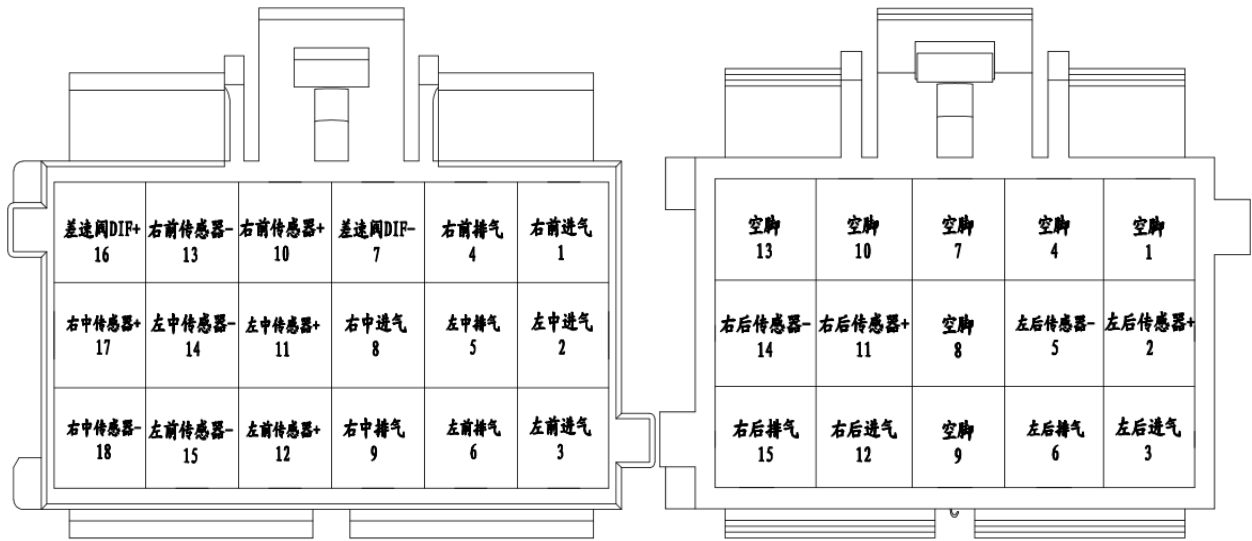 差速阀DIF+ 右前传感器- 右前传感器+ 差速阀DIF- 右前排气 右前进气
16 13 10 7 4 1
右中传感器+ 左中传感器- 左中传感器+ 右中进气 左中排气 左中进气
17 14 11 8 5 2
右中传感器- 左前传感器- 左前传感器+ 右中排气 左前排气 左前进气
18 15 12 9 6 3
空脚 空脚 空脚 空脚 空脚
13 10 7 4 1
右后传感器- 右后传感器+ 空脚 左后传感器- 左后传感器+
14 11 8 5 2
右后排气 右后进气 空脚 左后排气 左后进气
15 12 9 6 3